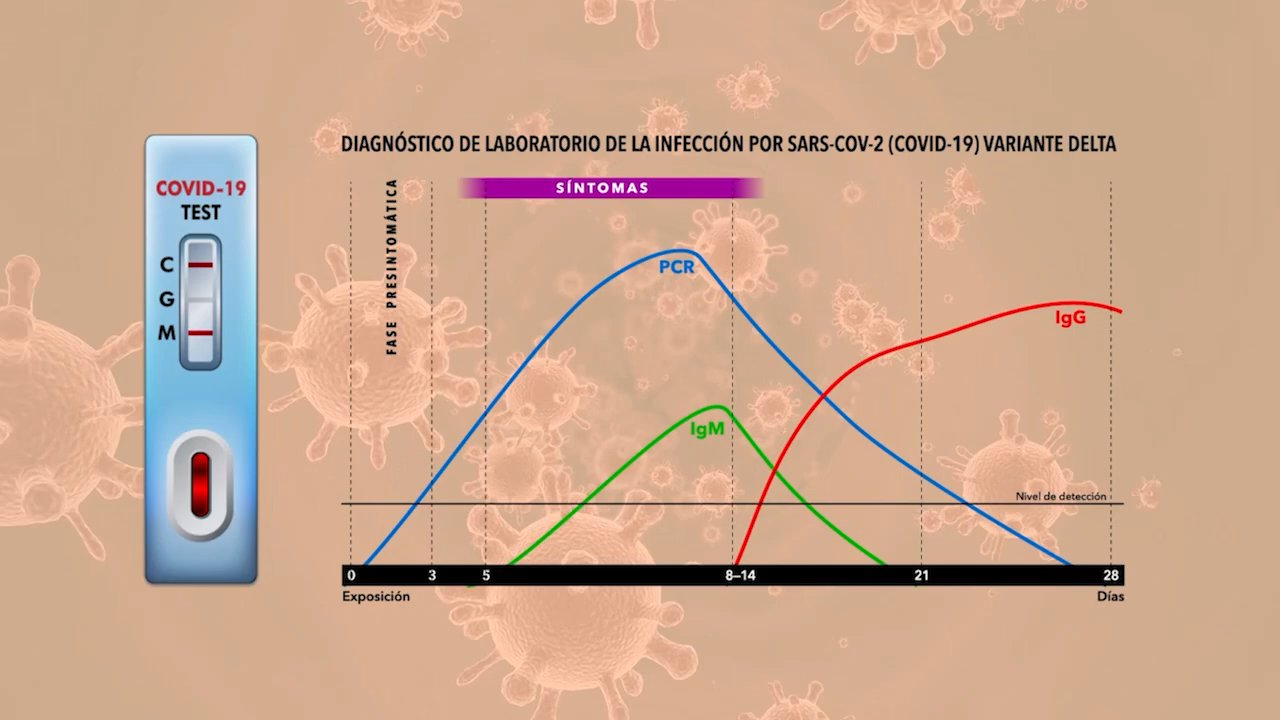 DIAGNÓSTICO DE LABORATORIO DE LA INFECCIÓN POR SARS-COV-2 (COVID-19) VARIANTE DELTA
COVID-19
TEST
C
G
M
FASE PRESINTOMÁTICA
SÍNTOMAS
PCR
IgM
IgG
Nivel de detección
0 3 5 8–14 21 28
Exposición Días